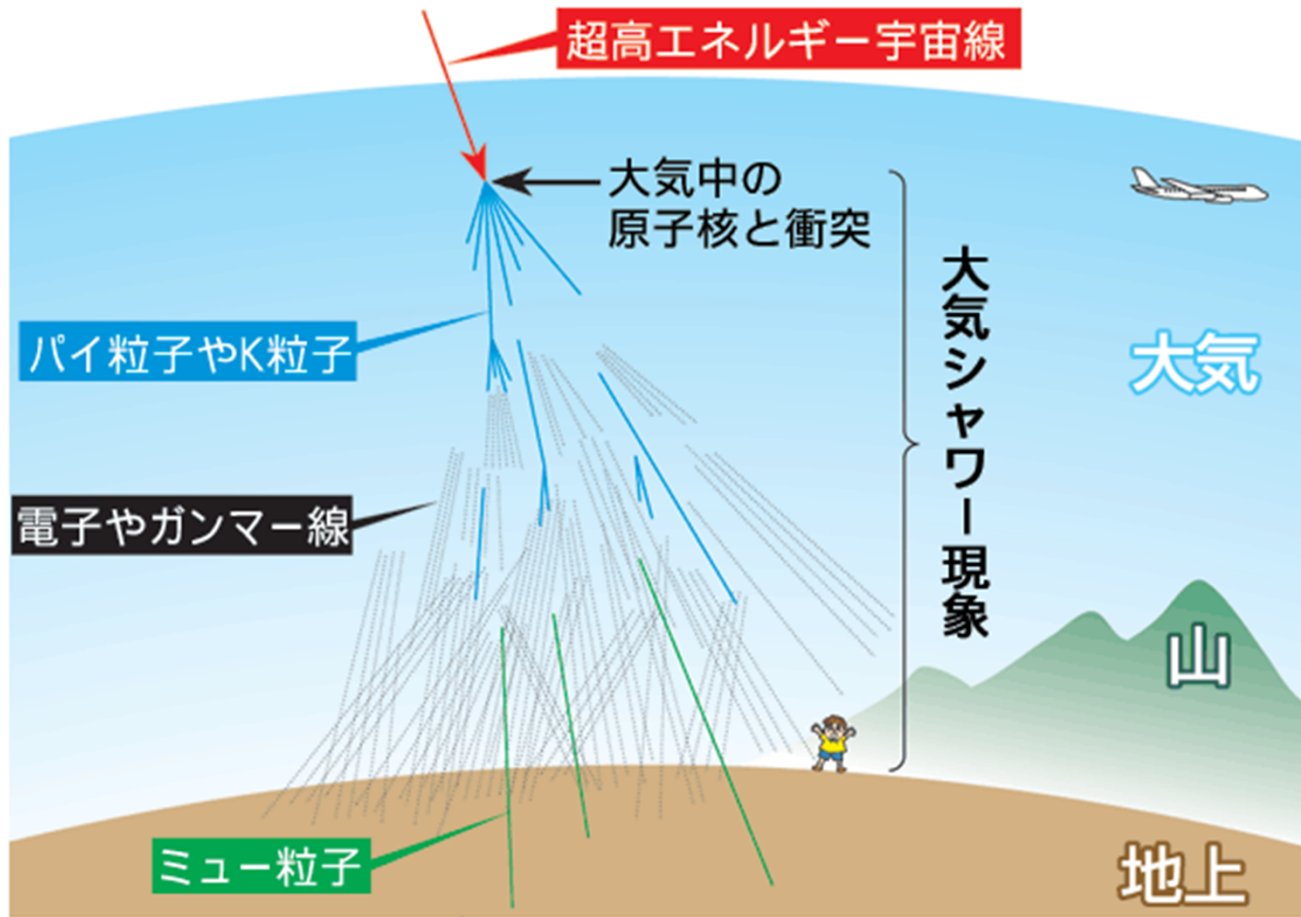 超高エネルギー宇宙線
大気中の
原子核と衝突
パイ粒子やK粒子
大気
大気シャワー現象
電子やガンマー線
山
ミュー粒子
地上